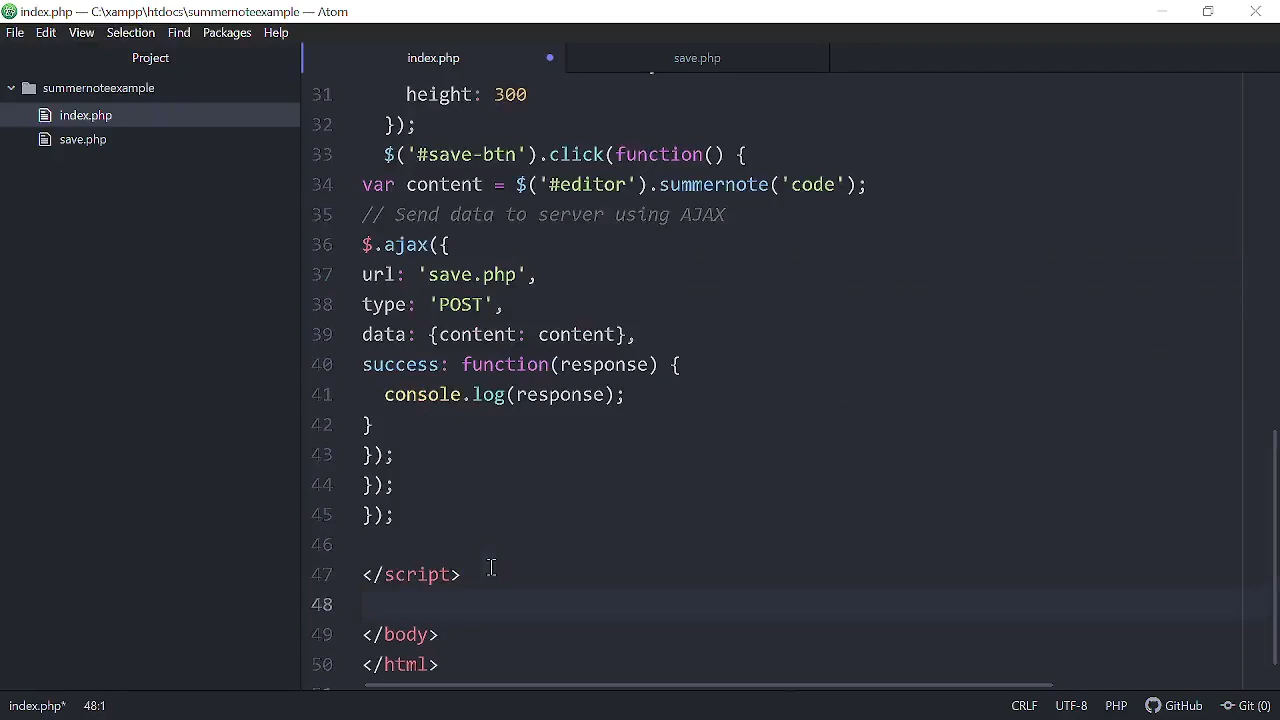 index.php — C:\xampp\htdocs\summernoteexample — Atom
File Edit View Selection Find Packages Help
Project
index.php
save.php
summernoteexample
index.php
save.php
31 height: 300
32 });
33 $('#save-btn').click(function() {
34 var content = $('#editor').summernote('code');
35 // Send data to server using AJAX
36 $.ajax({
37 url: 'save.php',
38 type: 'POST',
39 data: {content: content},
40 success: function(response) {
41 console.log(response);
42 }
43 });
44 });
45 });
46
47 </script>
48
49 </body>
50 </html>
index.php* 48:1 CRLF UTF-8 PHP GitHub Git (0)